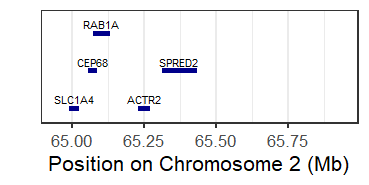 RAB1A
CEP68 SPRED2
SLC1A4 ACTR2
65.00 65.25 65.50 65.75
Position on Chromosome 2 (Mb)